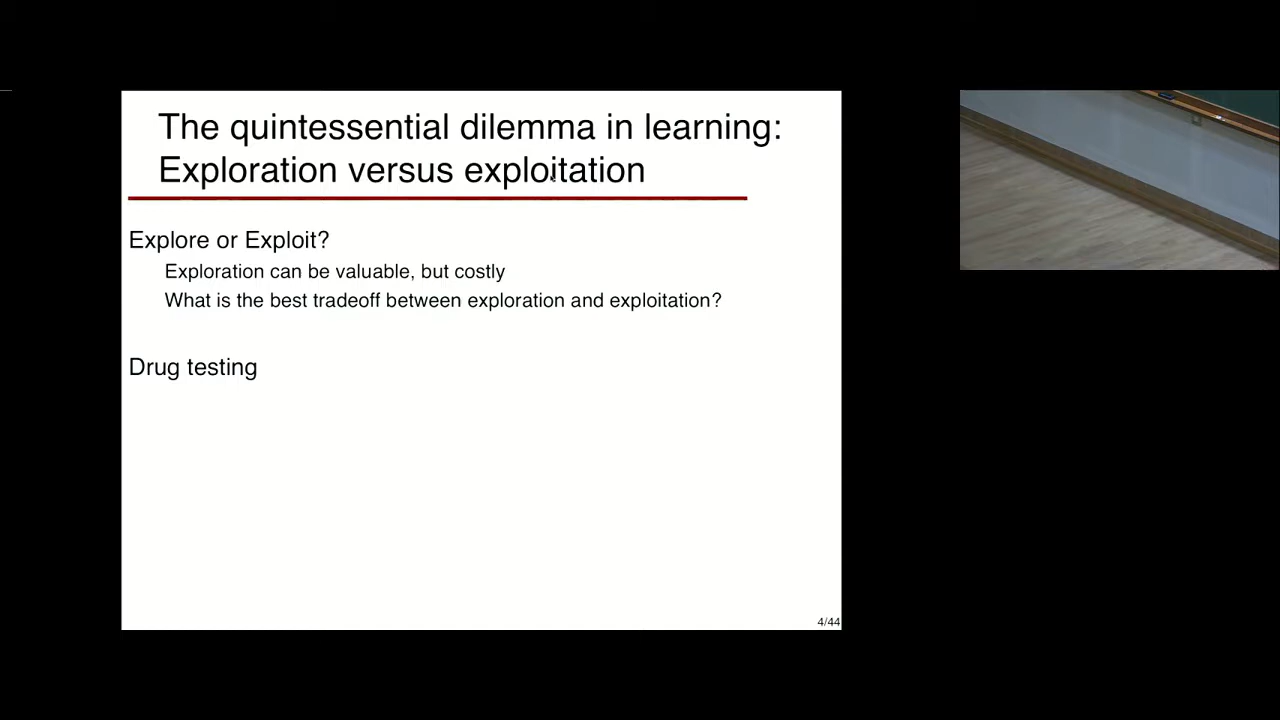 The quintessential dilemma in learning:
Exploration versus exploitation
Explore or Exploit?
Exploration can be valuable, but costly
What is the best tradeoff between exploration and exploitation?
Drug testing
4/44